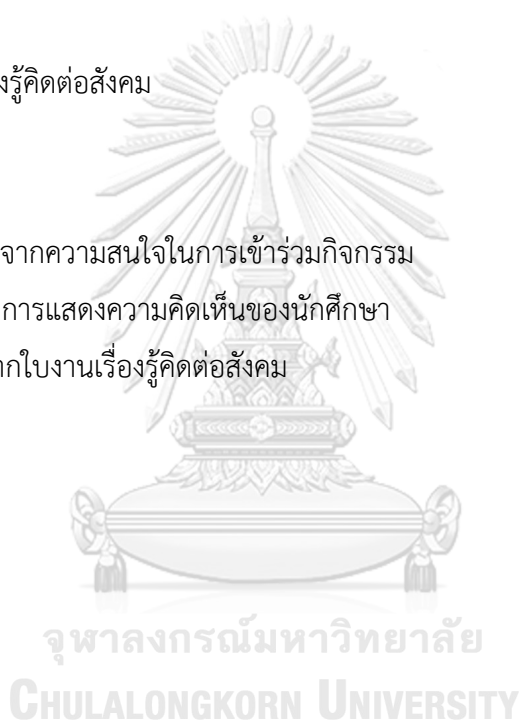 งรู้คิดต่อสังคม
จากความสนใจในการเข้าร่วมกิจกรรม
การแสดงความคิดเห็นของนักศึกษา
ากใบงานเรื่องรู้คิดต่อสังคม
จุฬาลงกรณ์มหาวิทยาลัย
CHULALONGKORN UNIVERSITY